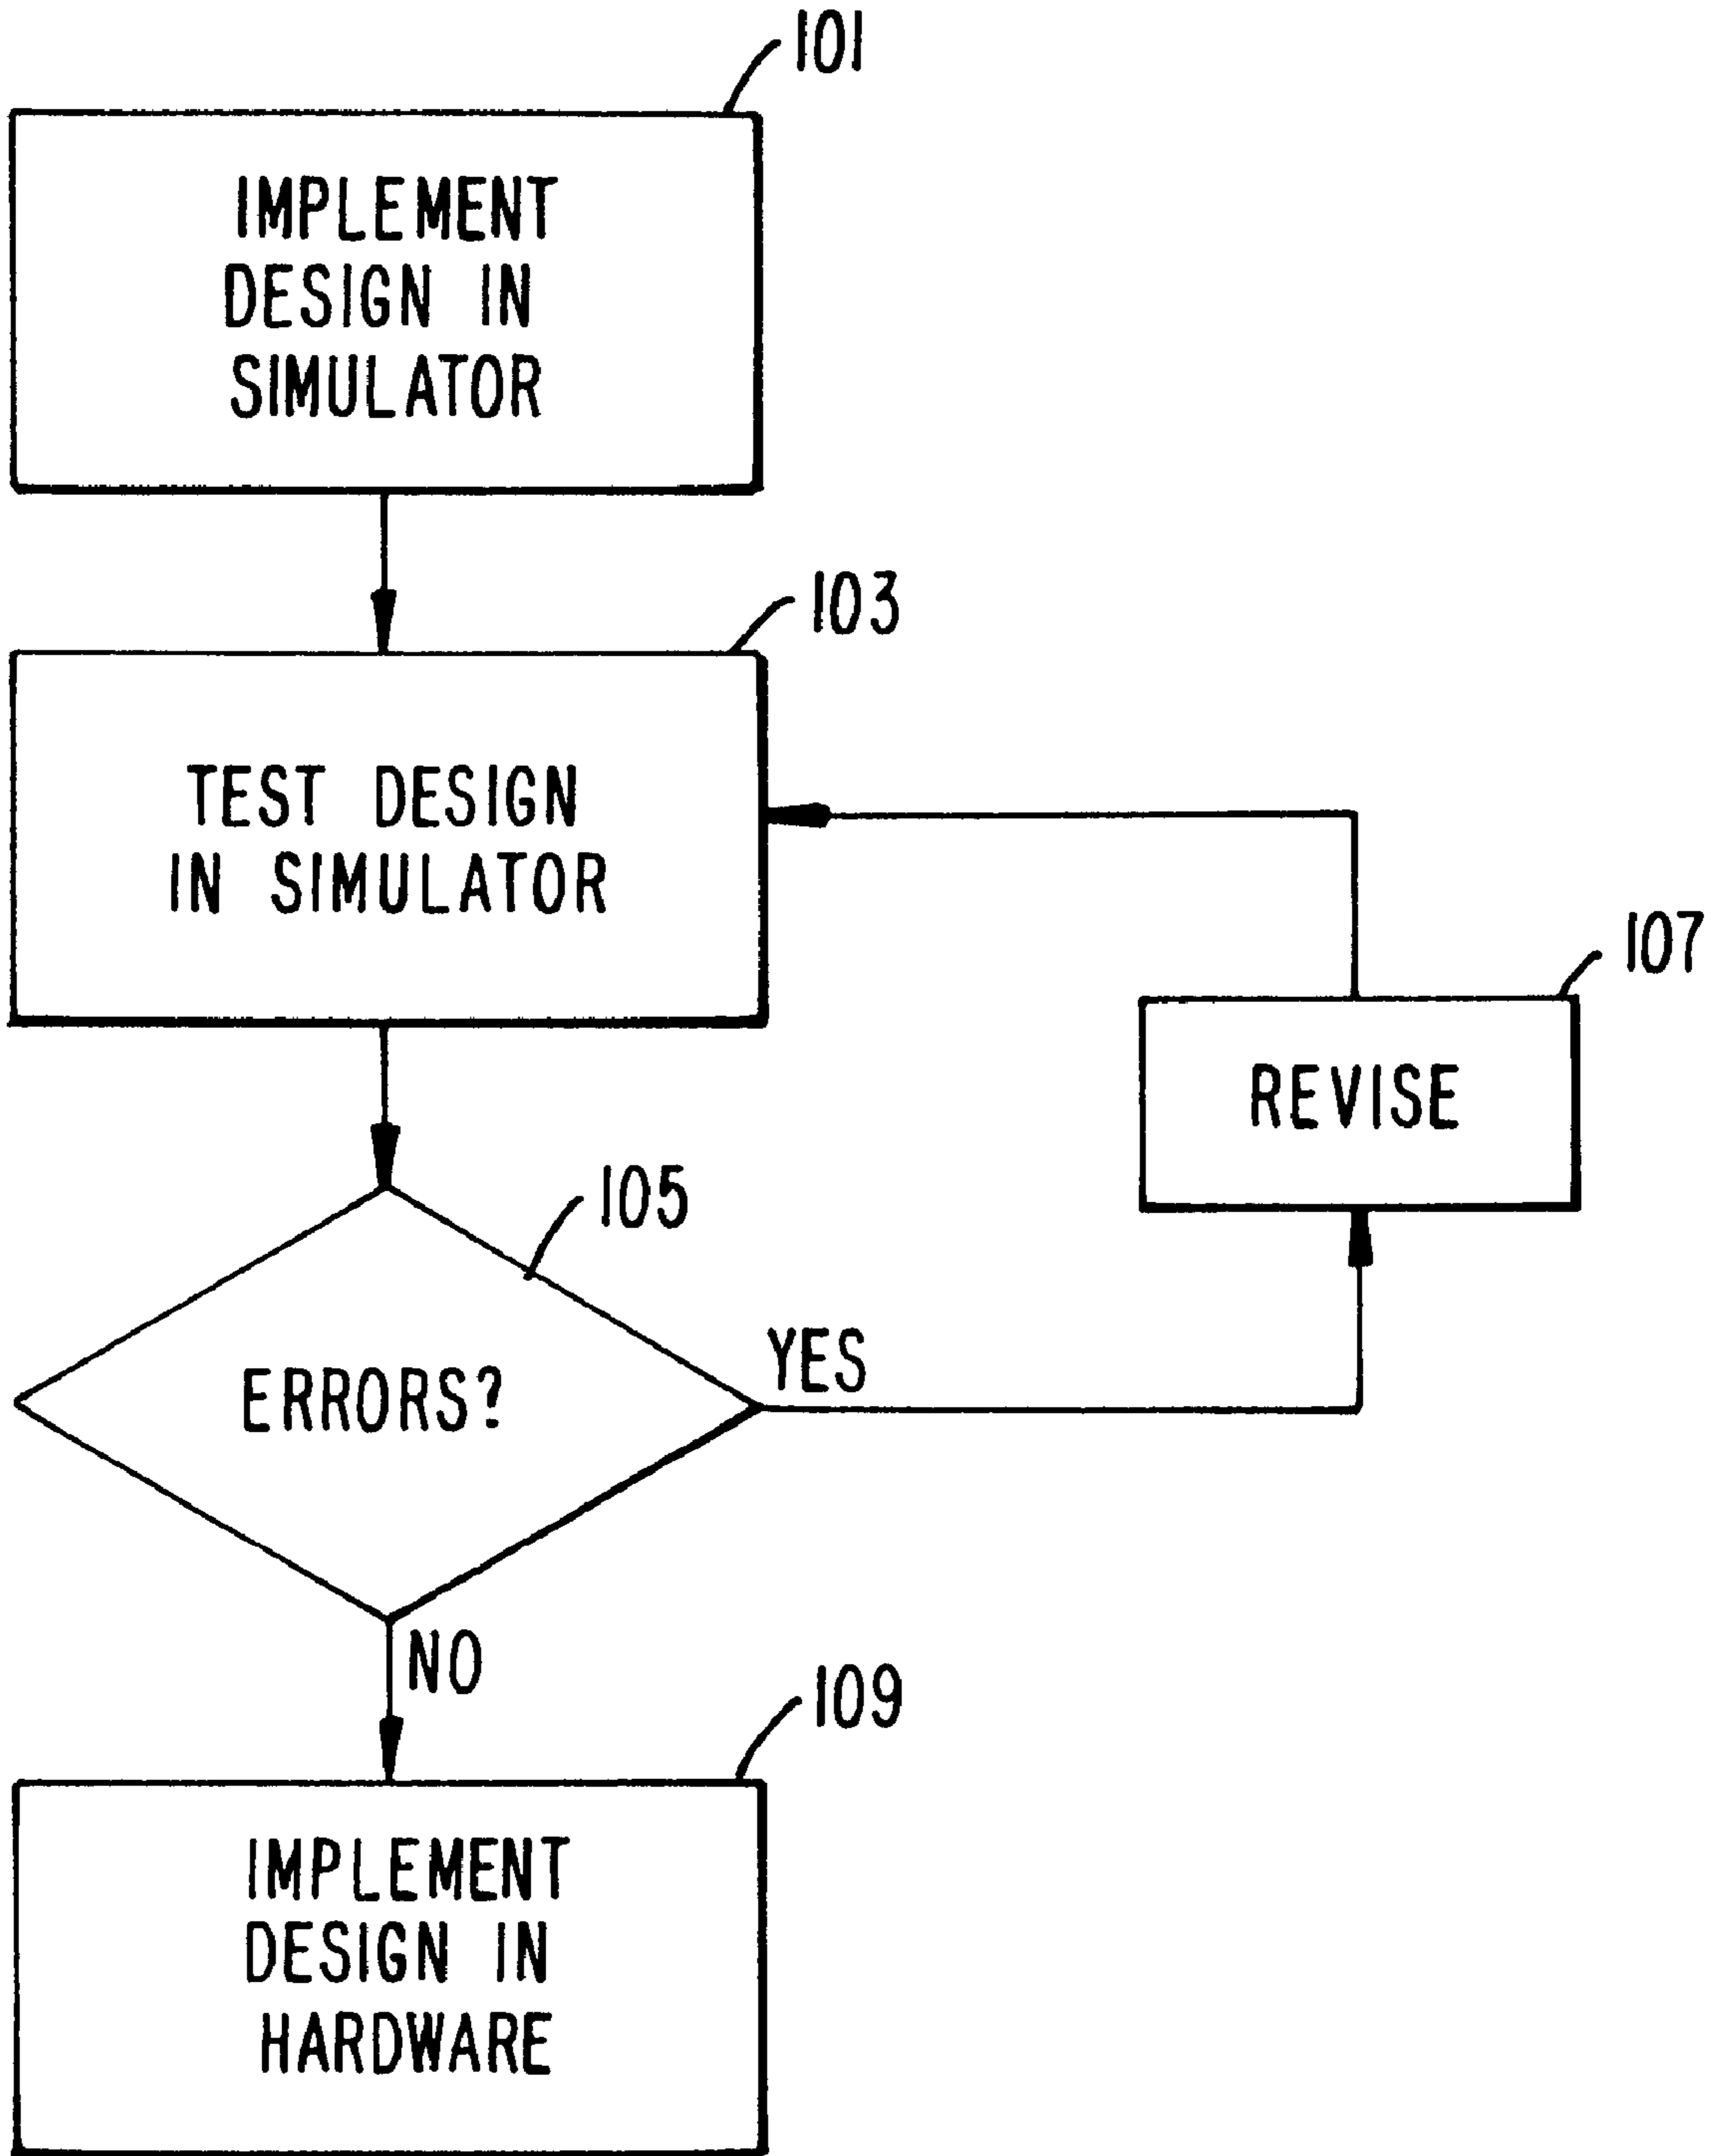 101
IMPLEMENT
DESIGN IN
SIMULATOR
103
TEST DESIGN
IN SIMULATOR
107
REVISE
105
YES
ERRORS?
NO
109
IMPLEMENT
DESIGN IN
HARDWARE